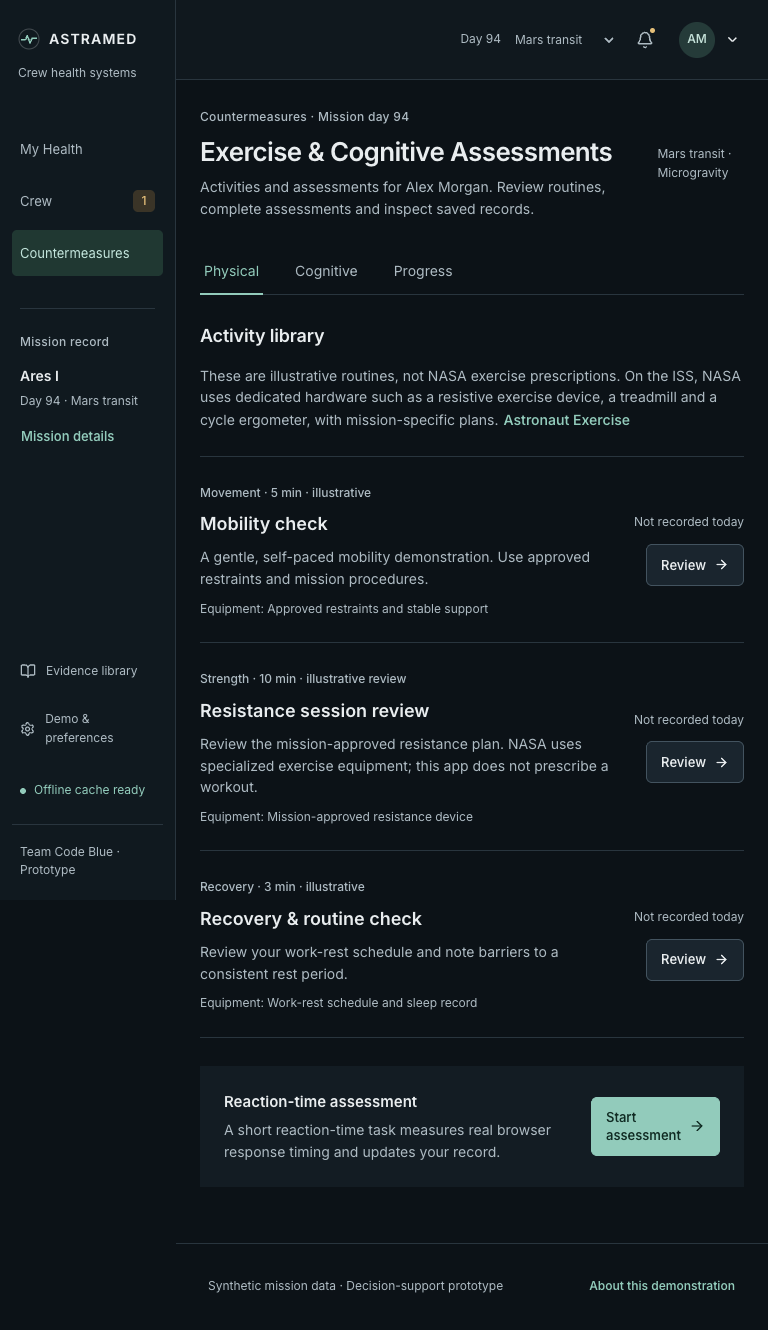 ASTRAMED
Crew health systems
My Health
Crew 1
Countermeasures
Mission record
Ares I
Day 94 · Mars transit
Mission details
Evidence library
Demo &
preferences
Offline cache ready
Team Code Blue ·
Prototype
Day 94 Mars transit AM
Countermeasures · Mission day 94
Exercise & Cognitive Assessments
Mars transit ·
Microgravity
Activities and assessments for Alex Morgan. Review routines,
complete assessments and inspect saved records.
Physical Cognitive Progress
Activity library
These are illustrative routines, not NASA exercise prescriptions. On the ISS, NASA
uses dedicated hardware such as a resistive exercise device, a treadmill and a
cycle ergometer, with mission-specific plans. Astronaut Exercise
Movement · 5 min · illustrative
Mobility check
A gentle, self-paced mobility demonstration. Use approved
restraints and mission procedures.
Equipment: Approved restraints and stable support
Not recorded today
Review
Strength · 10 min · illustrative review
Resistance session review
Review the mission-approved resistance plan. NASA uses
specialized exercise equipment; this app does not prescribe a
workout.
Equipment: Mission-approved resistance device
Not recorded today
Review
Recovery · 3 min · illustrative
Recovery & routine check
Review your work-rest schedule and note barriers to a
consistent rest period.
Equipment: Work-rest schedule and sleep record
Not recorded today
Review
Reaction-time assessment
A short reaction-time task measures real browser
response timing and updates your record.
Start
assessment
Synthetic mission data · Decision-support prototype
About this demonstration